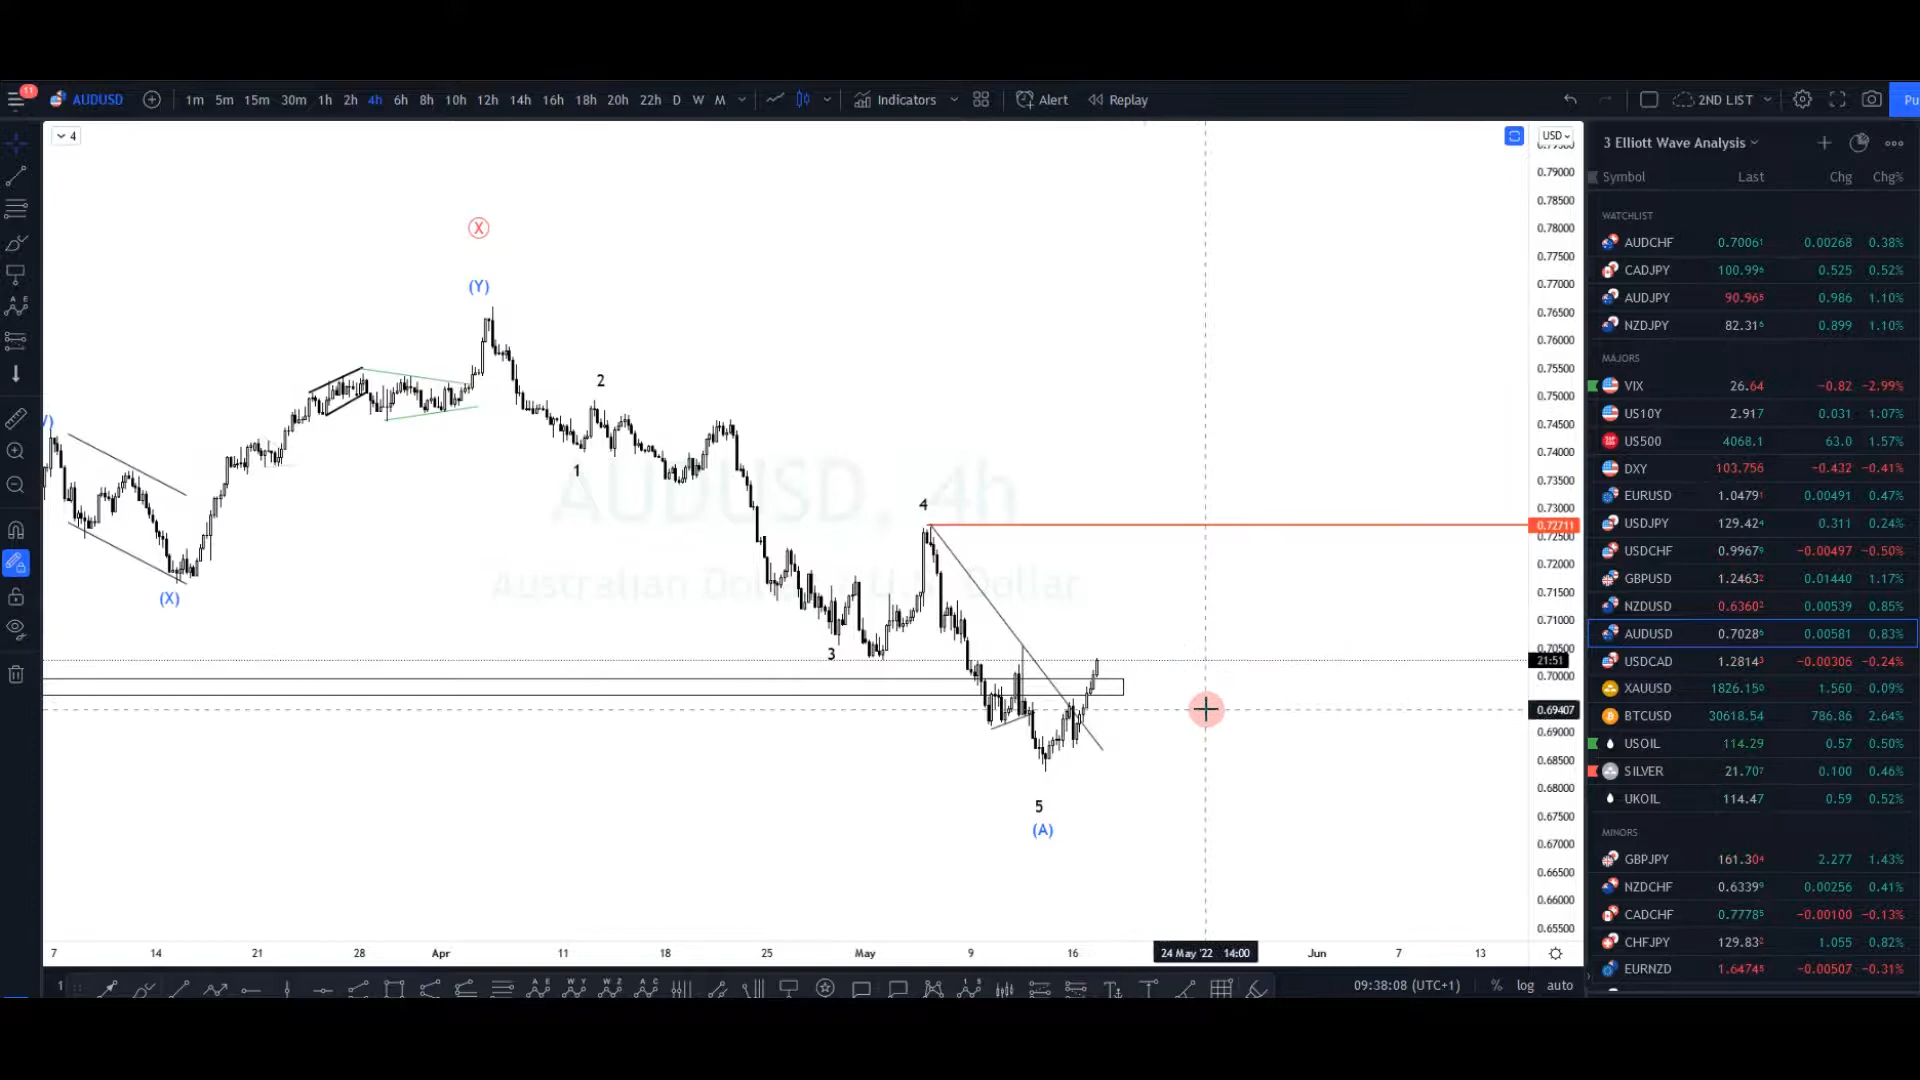 11
AUDUSD 1m 5m 15m 30m 1h 2h 4h 6h 8h 10h 12h 14h 16h 18h 20h 22h D W M Indicators Alert Replay 2ND LIST Pu
4
USD
0.79000
0.78500
0.78000
0.77500
0.77000
0.76500
0.76000
0.75500
0.75000
0.74500
0.74000
0.73500
0.73000
0.72711
0.72500
0.72000
0.71500
0.71000
0.70500
21:51
0.70000
0.69407
0.69000
0.68500
0.68000
0.67500
0.67000
0.66500
0.66000
0.65500
X
(Y)
2
1
4
3
(X)
5
(A)
AUDUSD, 4h
Australian Dollar / U.S. Dollar
7 14 21 28 Apr 11 18 25 May 9 16 24 May '22 14:00 Jun 7 13
09:38:08 (UTC+1) % log auto
3 Elliott Wave Analysis
Symbol Last Chg Chg%
WATCHLIST
AUDCHF 0.70061 0.00268 0.38%
CADJPY 100.996 0.525 0.52%
AUDJPY 90.968 0.986 1.10%
NZDJPY 82.316 0.899 1.10%
MAJORS
VIX 26.64 −0.82 −2.99%
US10Y 2.917 0.031 1.07%
US500 4068.1 63.0 1.57%
DXY 103.756 −0.432 −0.41%
EURUSD 1.04791 0.00491 0.47%
USDJPY 129.424 0.311 0.24%
USDCHF 0.99679 −0.00497 −0.50%
GBPUSD 1.24632 0.01440 1.17%
NZDUSD 0.63602 0.00539 0.85%
AUDUSD 0.70286 0.00581 0.83%
USDCAD 1.28143 −0.00306 −0.24%
XAUUSD 1826.150 1.560 0.09%
BTCUSD 30618.54 786.86 2.64%
USOIL 114.29 0.57 0.50%
SILVER 21.707 0.100 0.46%
UKOIL 114.47 0.59 0.52%
MINORS
GBPJPY 161.304 2.277 1.43%
NZDCHF 0.63399 0.00256 0.41%
CADCHF 0.77785 −0.00100 −0.13%
CHFJPY 129.832 1.055 0.82%
EURNZD 1.64745 −0.00507 −0.31%